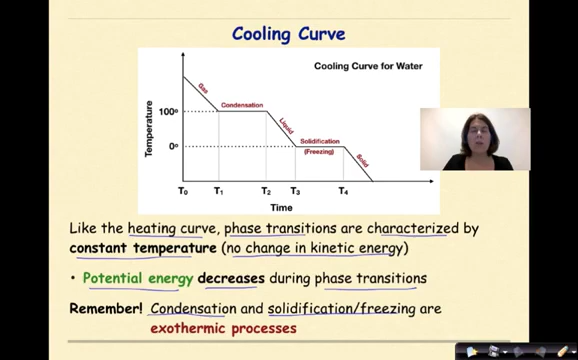 Cooling Curve
Cooling Curve for Water
Temperature
100°
0°
Gas
Condensation
Liquid
Solidification
(Freezing)
Solid
T0 T1 T2 T3 T4
Time
Like the heating curve, phase transitions are characterized by
constant temperature (no change in kinetic energy)
• Potential energy decreases during phase transitions
Remember! Condensation and solidification/freezing are
exothermic processes